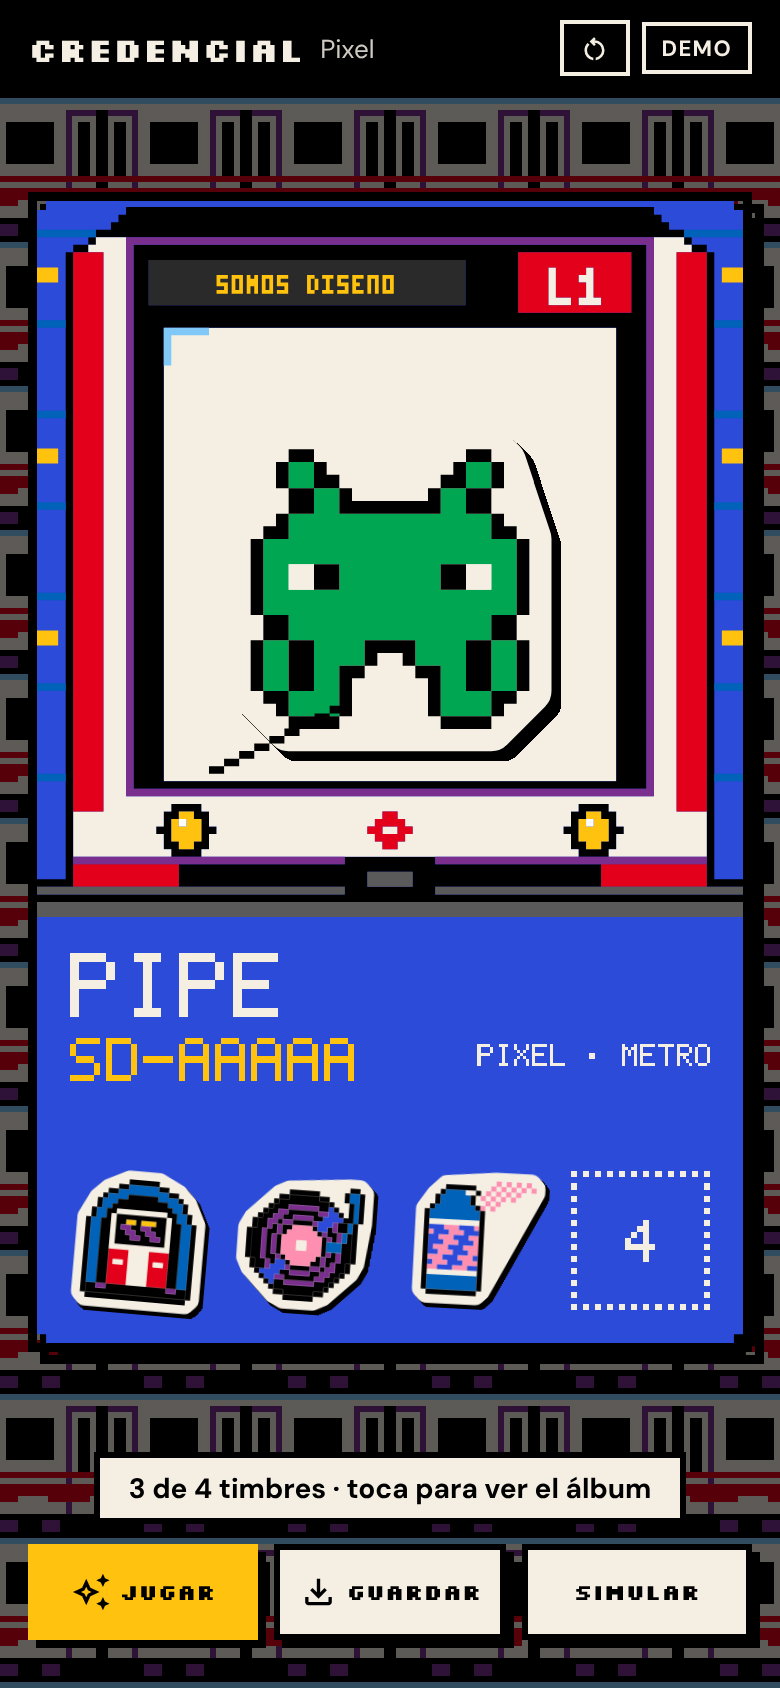 CREDENCIAL Pixel
DEMO
SOMOS DISENO
L1
PIPE
SD-AAAAA
PIXEL · METRO
4
3 de 4 timbres · toca para ver el álbum
JUGAR
GUARDAR
SIMULAR